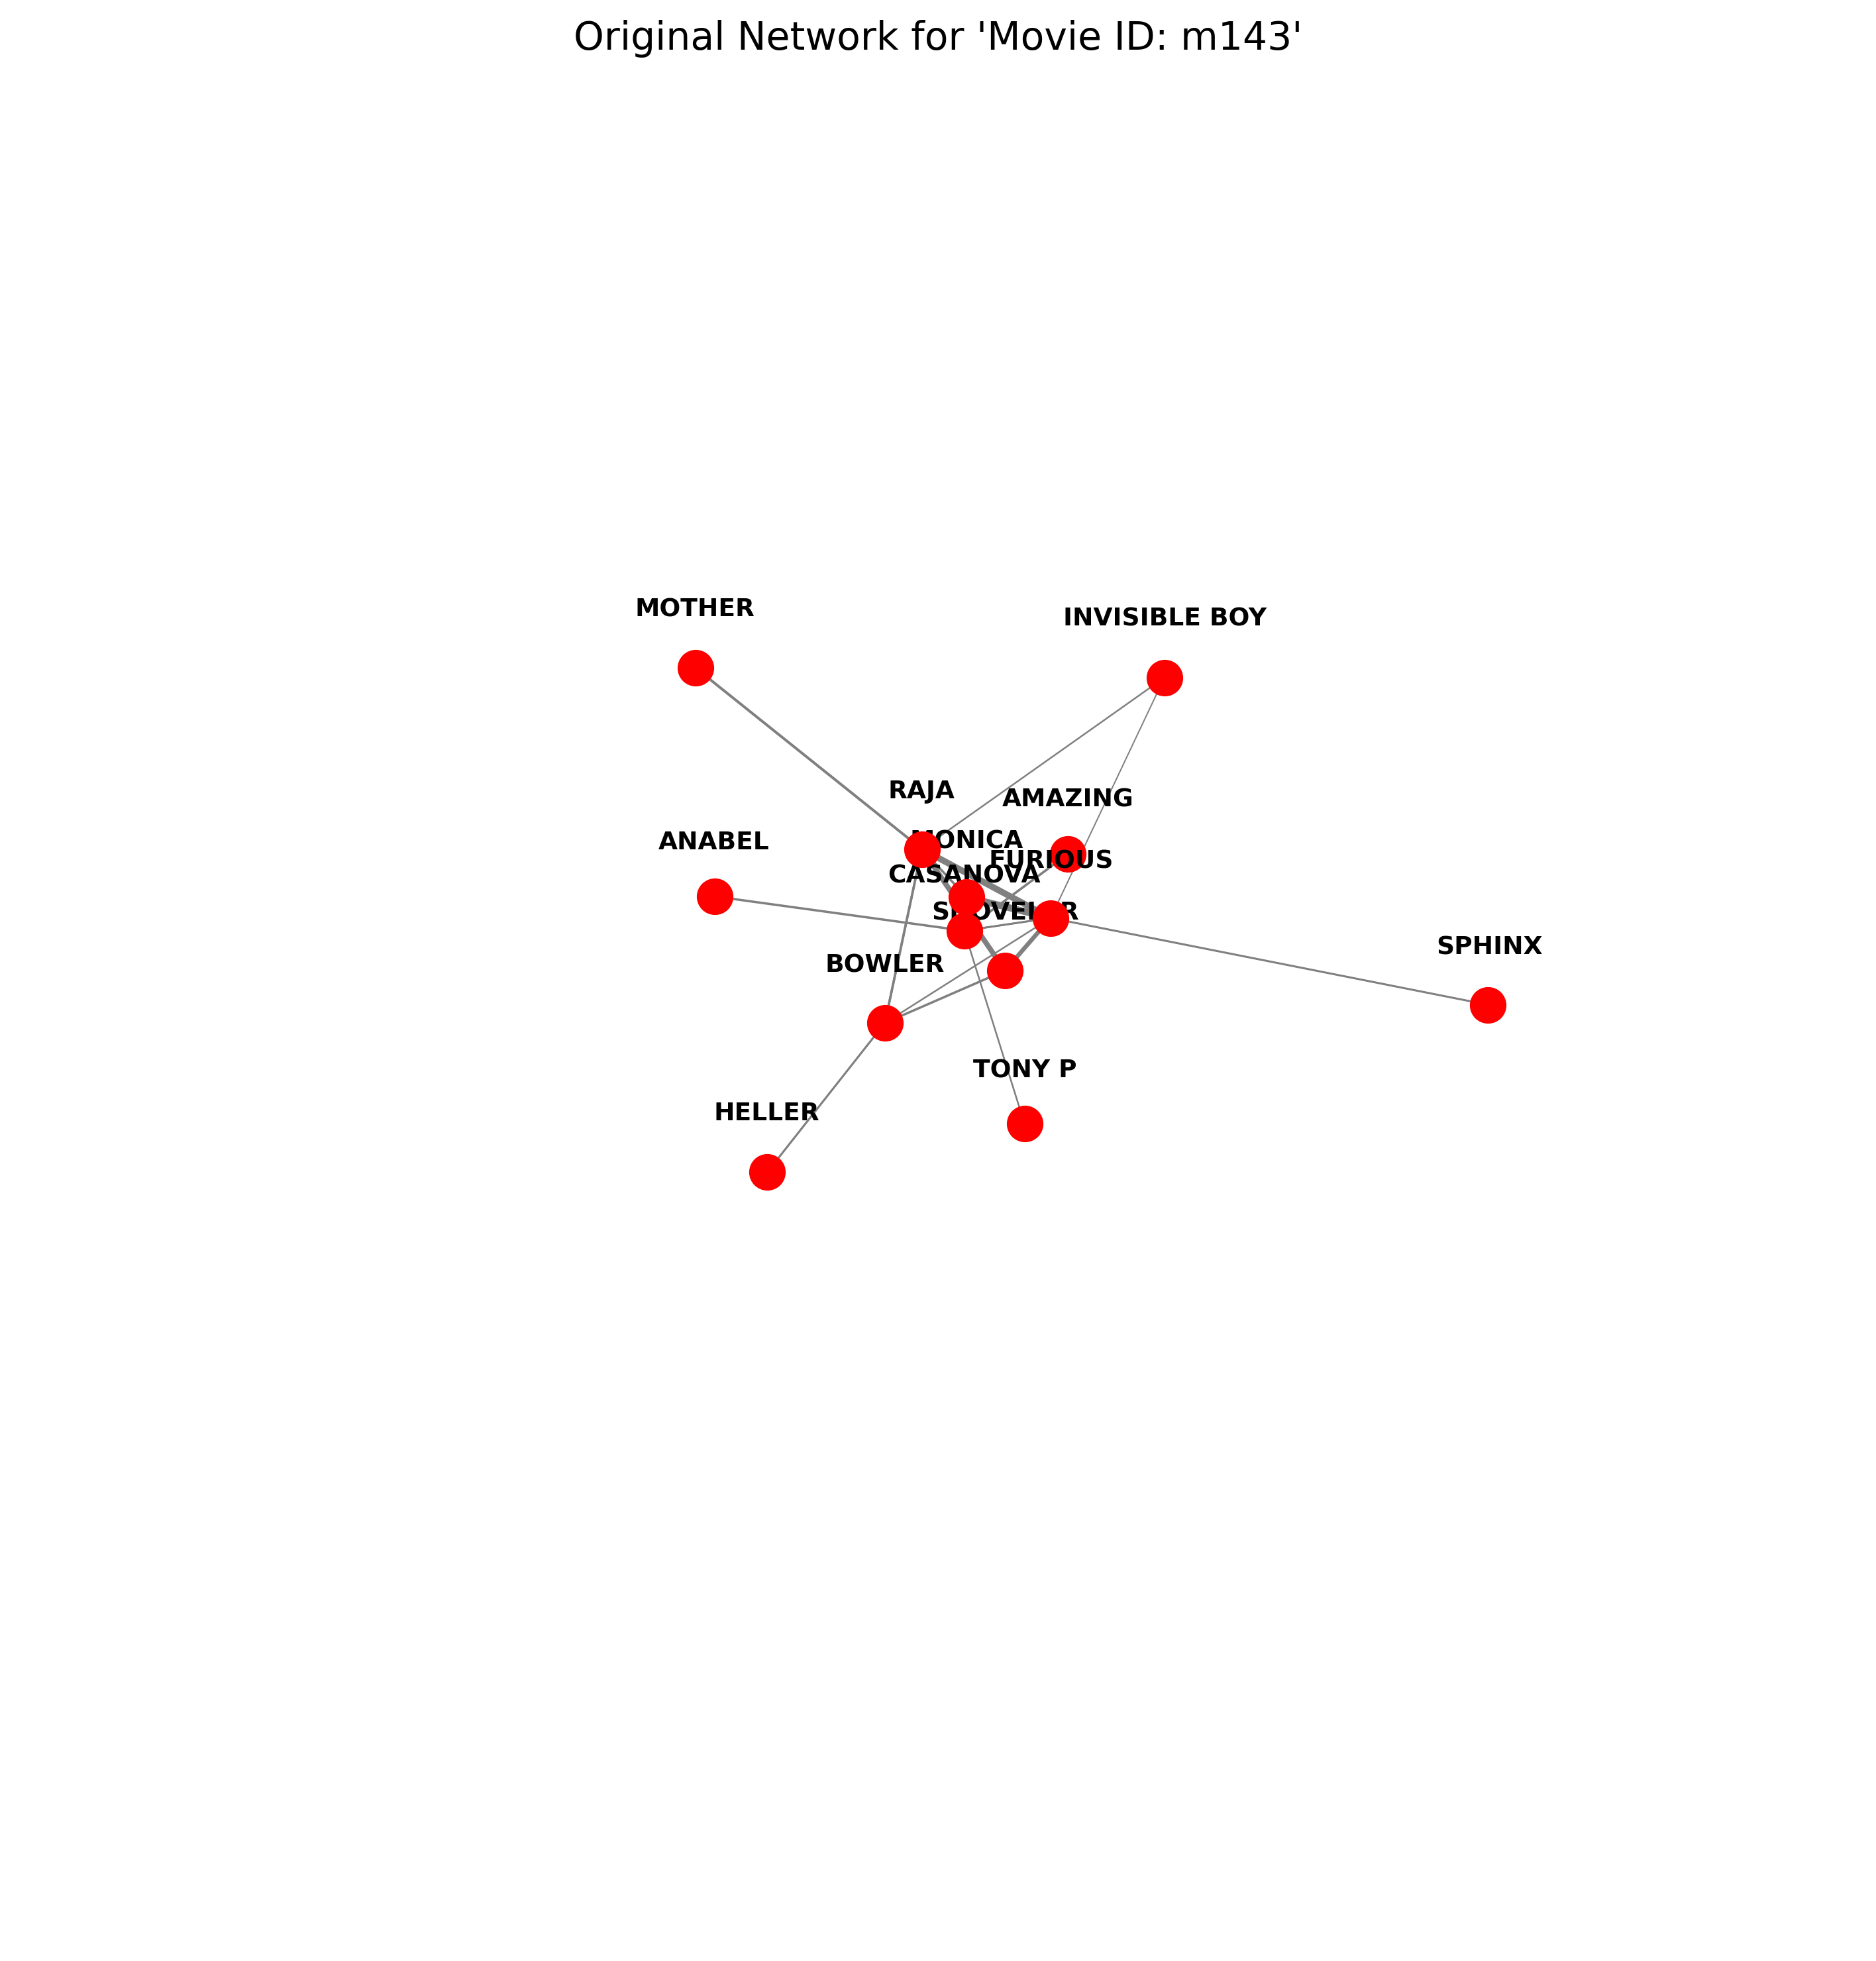 Original Network for 'Movie ID: m143'
MOTHER
INVISIBLE BOY
RAJA
AMAZING
ANABEL
MONICA
FURIOUS
CASANOVA
SHOVELER
SPHINX
BOWLER
TONY P
HELLER